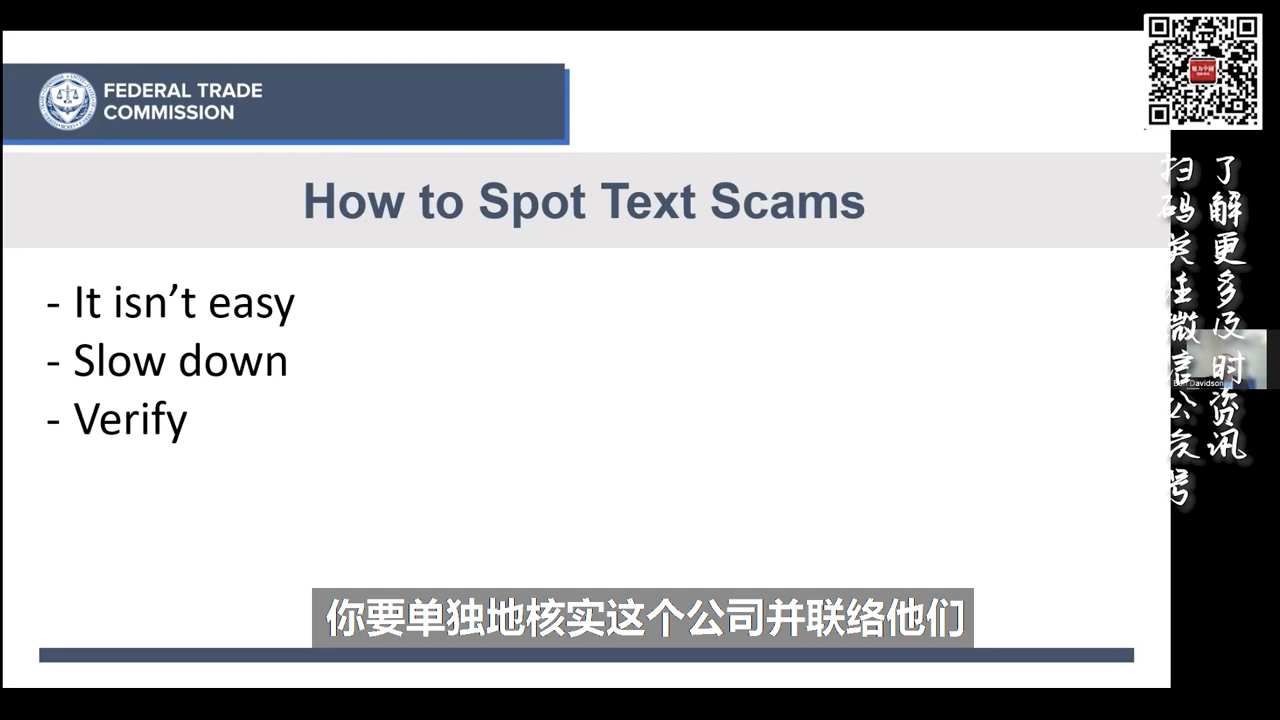 FEDERAL TRADE
COMMISSION
How to Spot Text Scams
- It isn’t easy
- Slow down
- Verify
了解更多及时资讯
扫码关注微信公众号
Davidson
你要单独地核实这个公司并联络他们